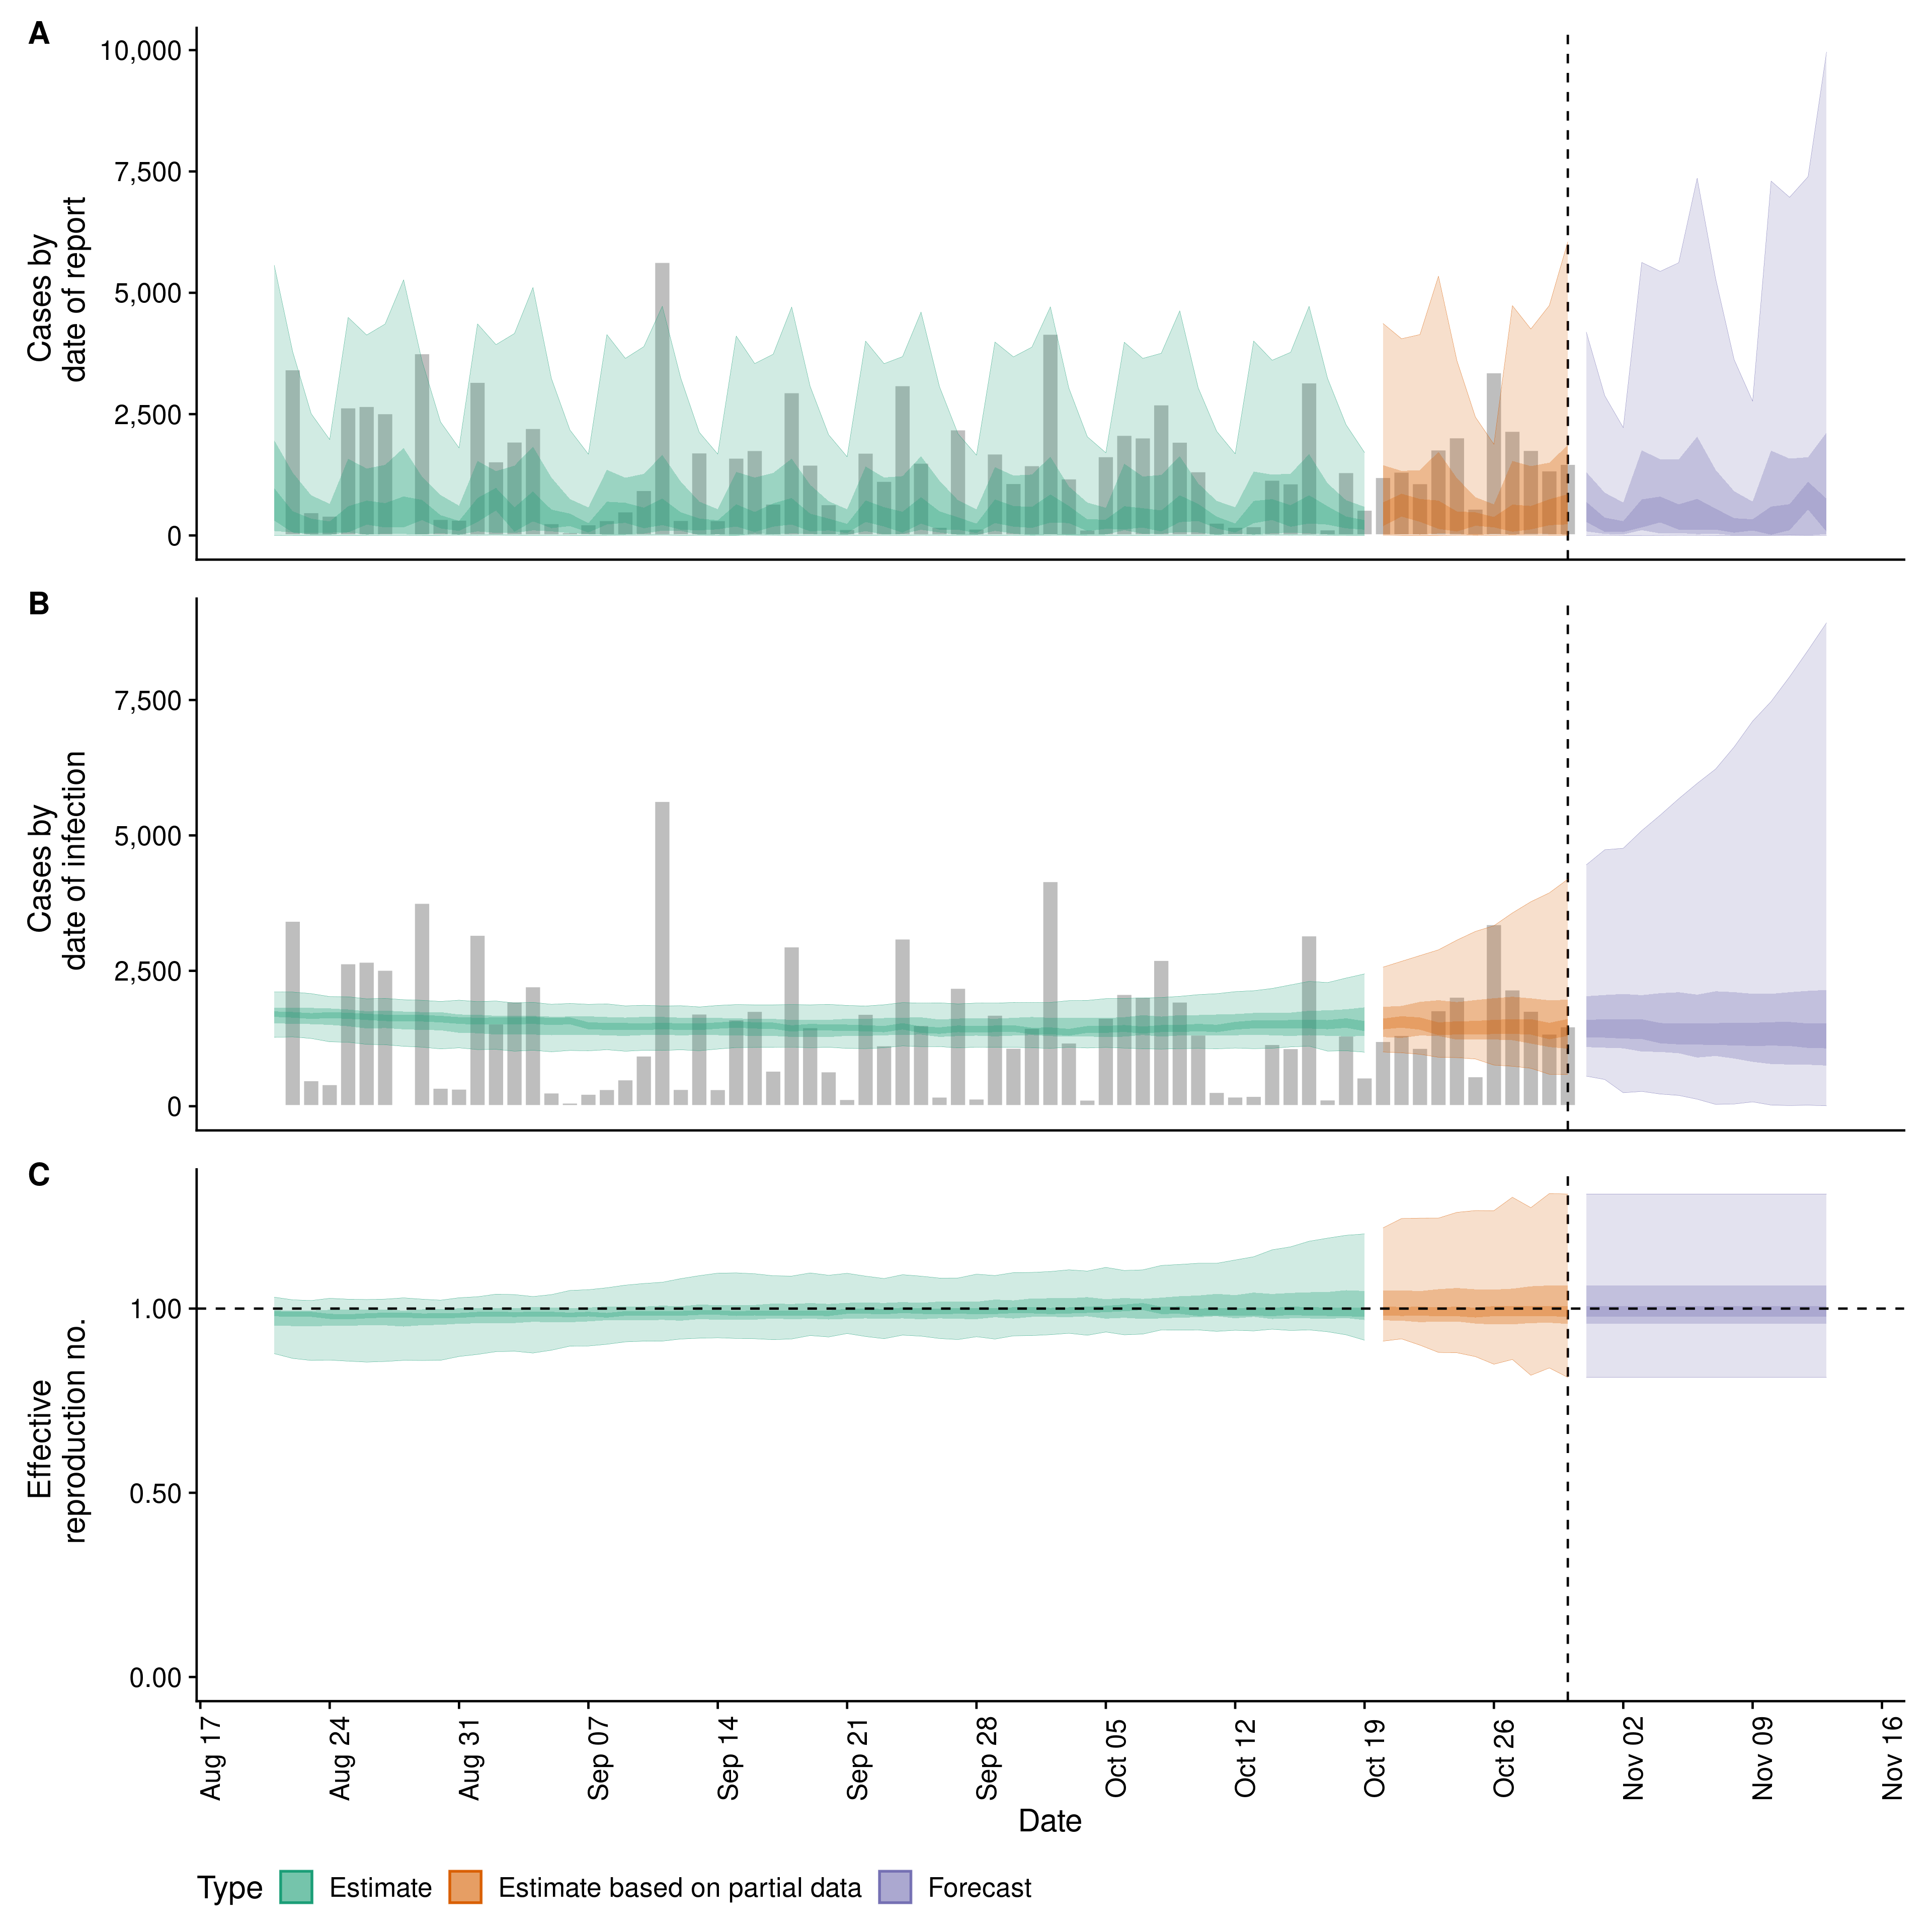 A
Cases by
date of report
10,000
7,500
5,000
2,500
0
B
Cases by
date of infection
7,500
5,000
2,500
0
C
Effective
reproduction no.
1.00
0.50
0.00
Aug 17
Aug 24
Aug 31
Sep 07
Sep 14
Sep 21
Sep 28
Oct 05
Oct 12
Oct 19
Oct 26
Nov 02
Nov 09
Nov 16
Date
Type Estimate Estimate based on partial data Forecast